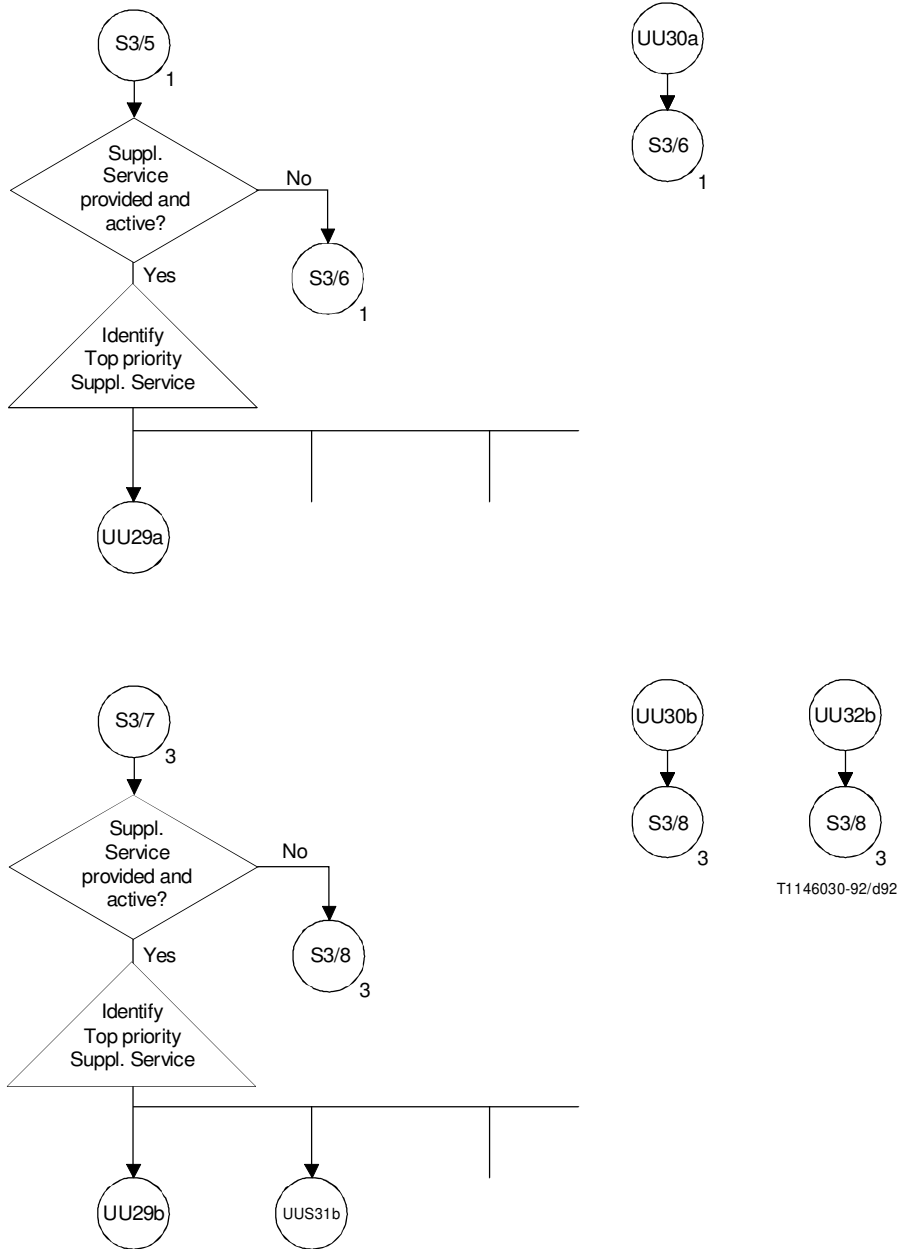 S3/5
1
Suppl.
Service
provided and
active?
No
S3/6
1
Yes
Identify
Top priority
Suppl. Service
UU29a
UU30a
S3/6
1
S3/7
3
Suppl.
Service
provided and
active?
No
S3/8
3
Yes
Identify
Top priority
Suppl. Service
UU29b
UUS31b
UU30b
S3/8
3
UU32b
S3/8
3
T1146030-92/d92